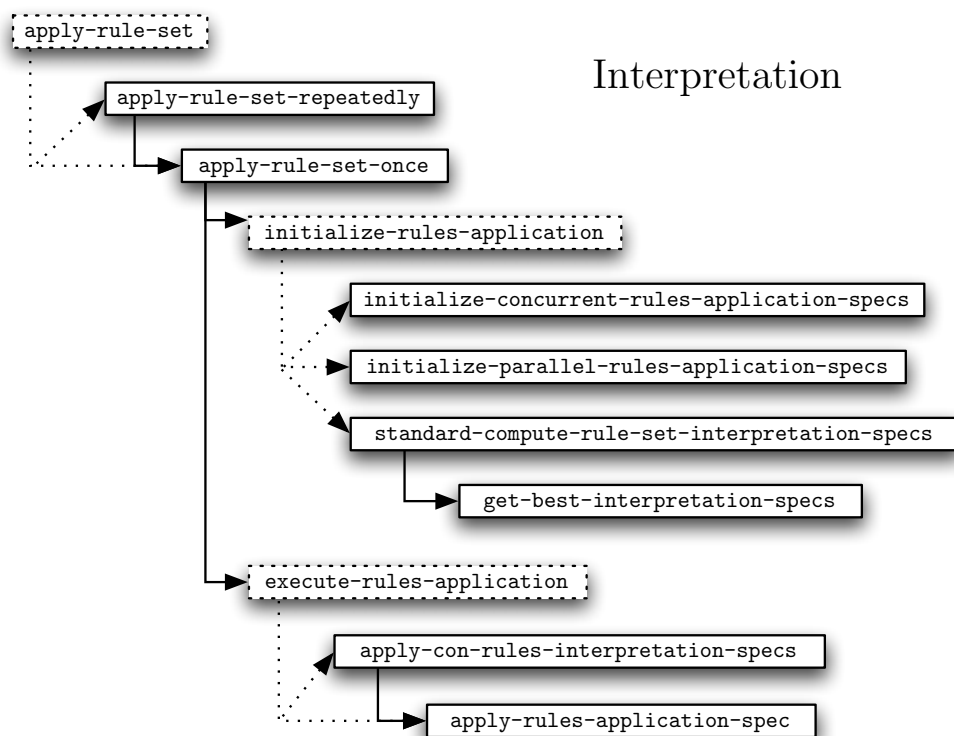 apply-rule-set
Interpretation
apply-rule-set-repeatedly
apply-rule-set-once
initialize-rules-application
initialize-concurrent-rules-application-specs
initialize-parallel-rules-application-specs
standard-compute-rule-set-interpretation-specs
get-best-interpretation-specs
execute-rules-application
apply-con-rules-interpretation-specs
apply-rules-application-spec